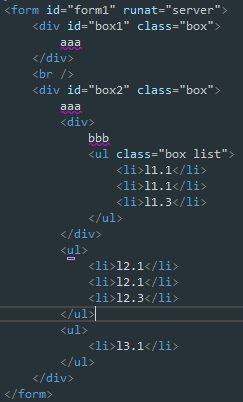 <form id="form1" runat="server">
<div id="box1" class="box">
aaa
</div>
<br />
<div id="box2" class="box">
aaa
<div>
bbb
<ul class="box list">
<li>l1.1</li>
<li>l1.1</li>
<li>l1.3</li>
</ul>
</div>
<ul>
<li>l2.1</li>
<li>l2.1</li>
<li>l2.3</li>
</ul>
<ul>
<li>l3.1</li>
</ul>
</div>
</form>